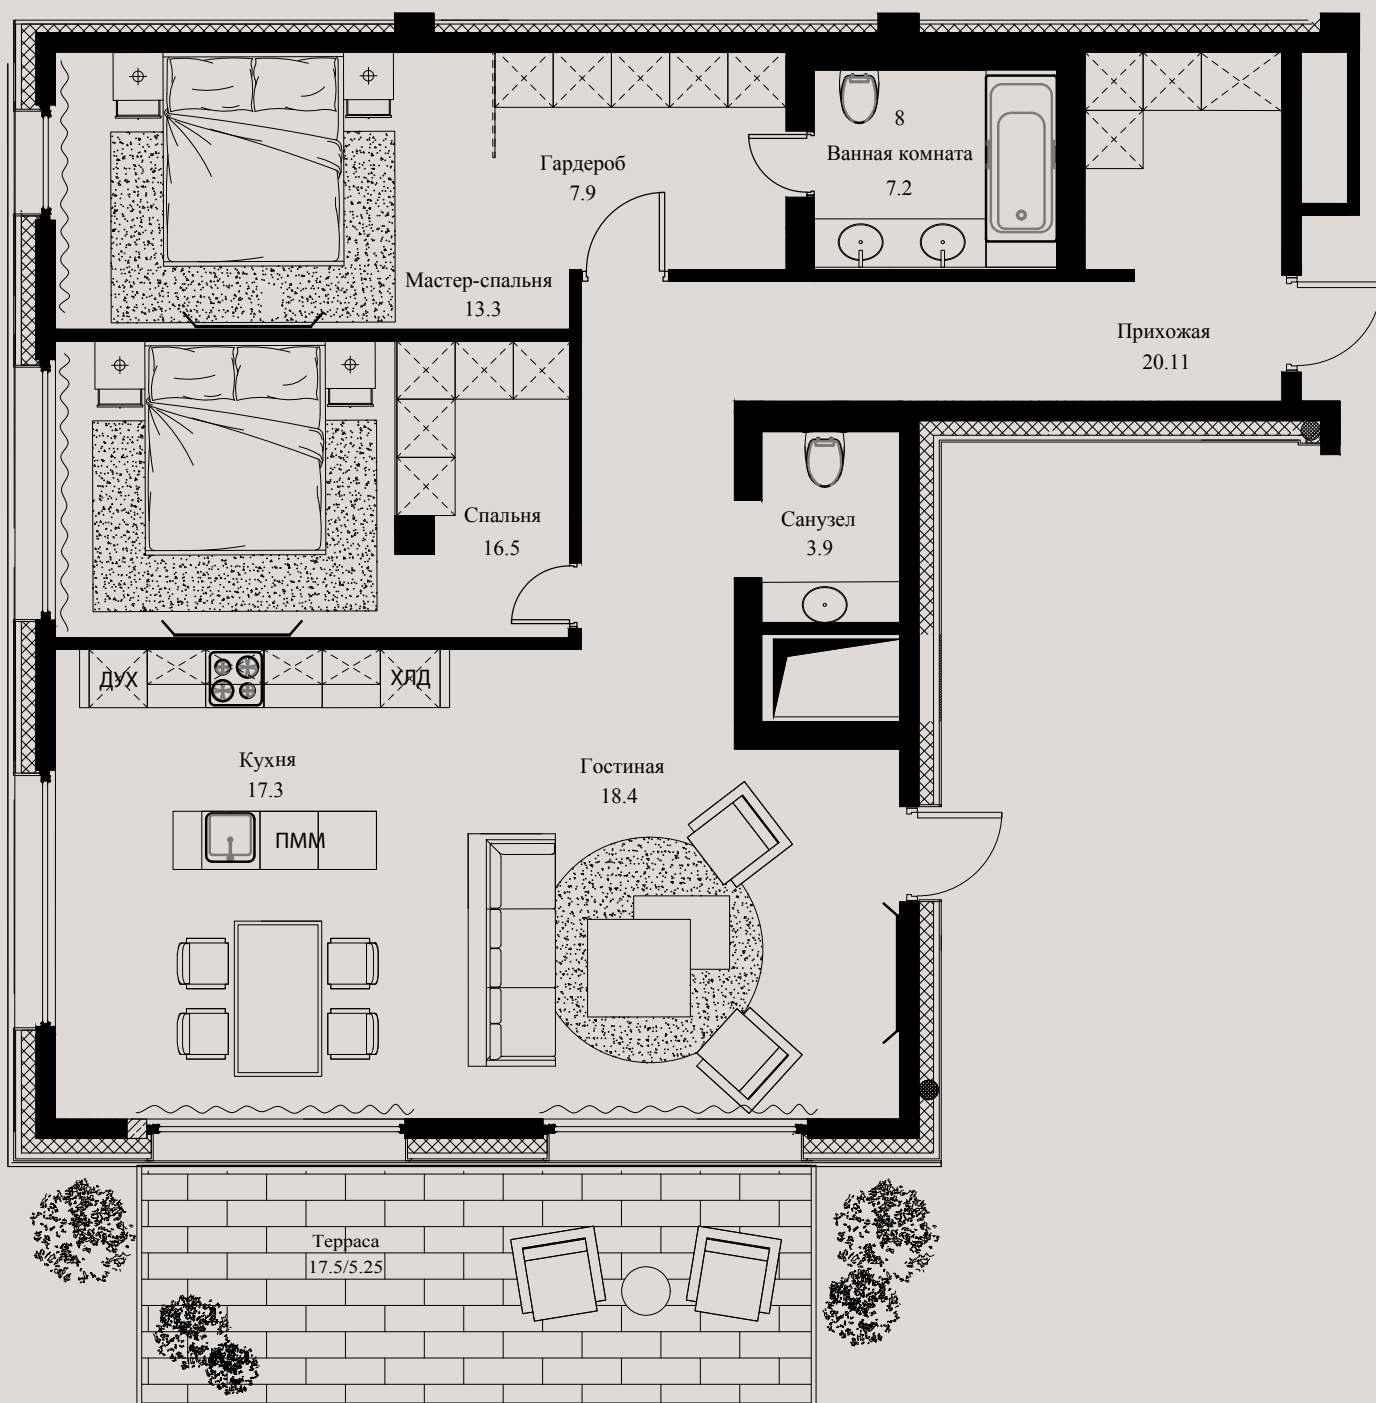 8
Ванная комната
7.2
Гардероб
7.9
Мастер-спальня
13.3
Прихожая
20.11
Спальня
16.5
Санузел
3.9
ДУХ
ХЛД
Кухня
17.3
Гостиная
18.4
ПММ
Терраса
17.5/5.25